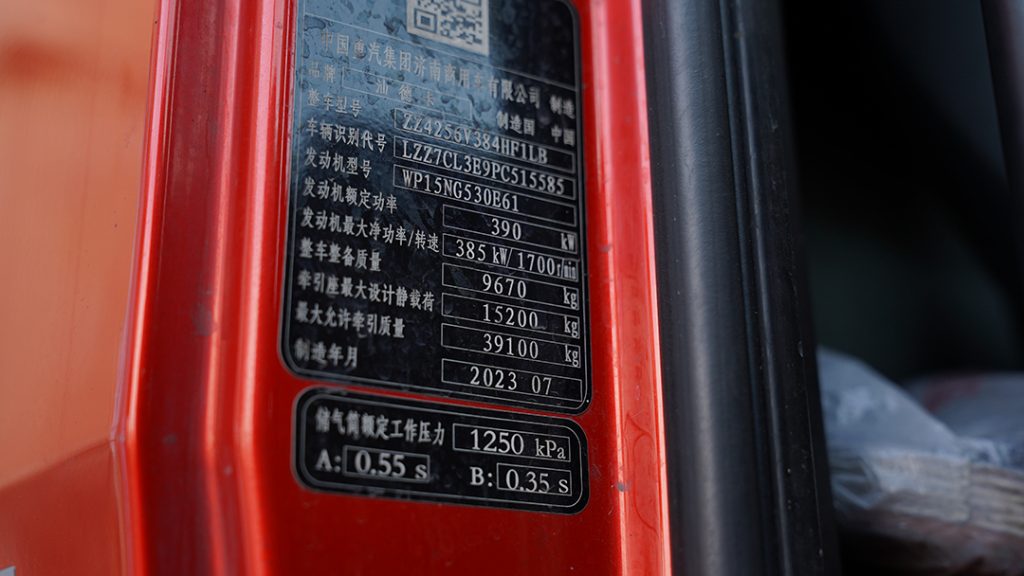 中国重汽集团济南商用车有限公司 制造
品牌 汕德卡 制造国 中国
整车型号 ZZ4256V384HF1LB
车辆识别代号 LZZ7CL3E9PC515585
发动机型号 WP15NG530E61
发动机额定功率 390 kW
发动机最大净功率/转速 385 kW/1700r/min
整车整备质量 9670 kg
牵引座最大设计静载荷 15200 kg
最大允许牵引质量 39100 kg
制造年月 2023 07
储气筒额定工作压力 1250 kPa
A: 0.55 s B: 0.35 s